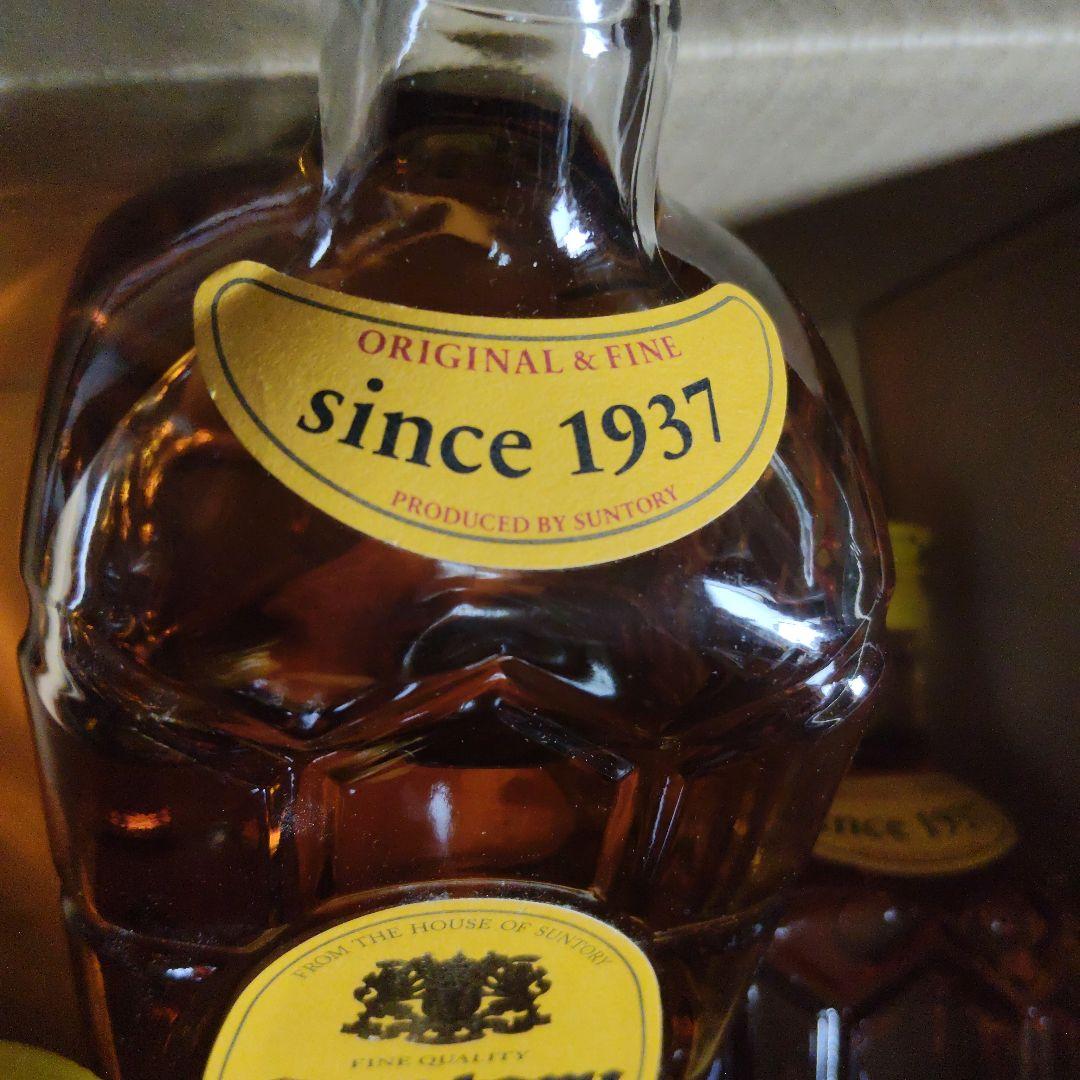 ORIGINAL & FINE
since 1937
PRODUCED BY SUNTORY
FROM THE HOUSE OF SUNTORY
FINE QUALITY